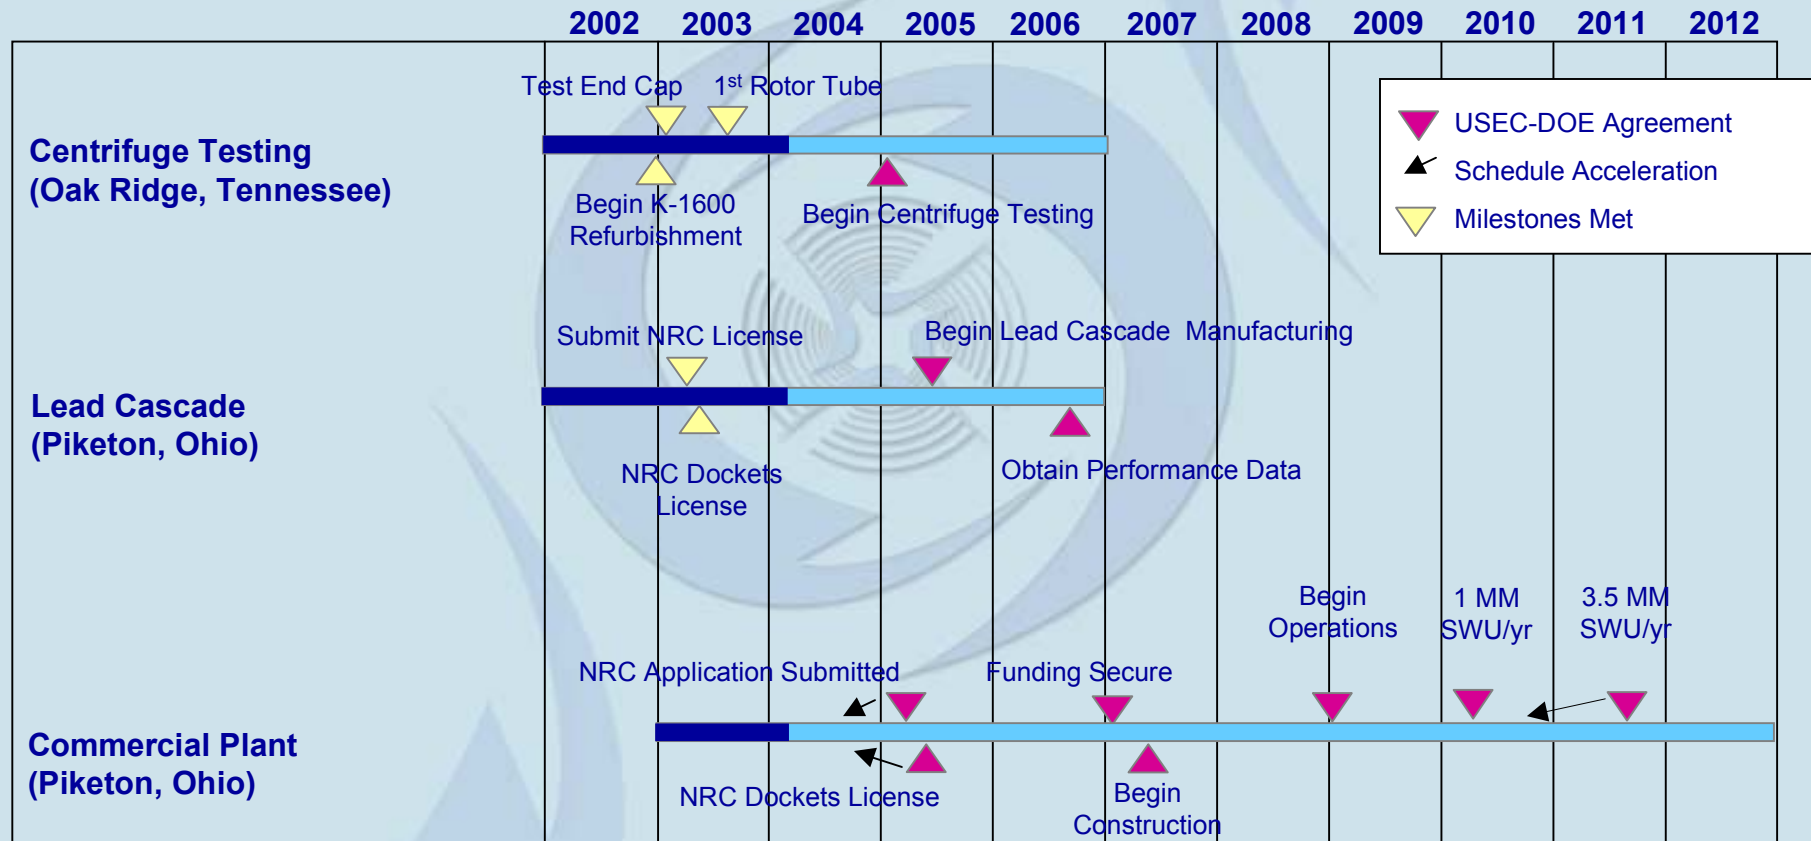 2002 2003 2004 2005 2006 2007 2008 2009 2010 2011 2012
Test End Cap
1st Rotor Tube
USEC-DOE Agreement
Schedule Acceleration
Milestones Met
Centrifuge Testing
(Oak Ridge, Tennessee)
Begin K-1600
Refurbishment
Begin Centrifuge Testing
Submit NRC License
Begin Lead Cascade Manufacturing
Lead Cascade
(Piketon, Ohio)
NRC Dockets
License
Obtain Performance Data
Begin
Operations
1 MM
SWU/yr
3.5 MM
SWU/yr
NRC Application Submitted
Funding Secure
Commercial Plant
(Piketon, Ohio)
NRC Dockets License
Begin
Construction